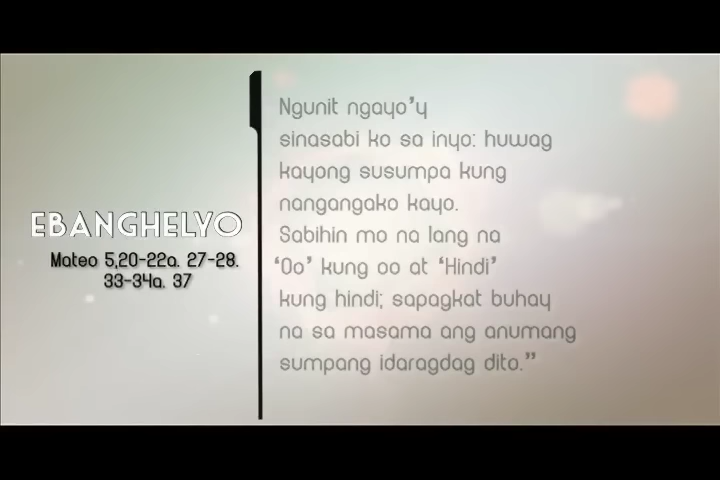 EBANGHELYO
Mateo 5,20-22a. 27-28.
33-34a. 37
Ngunit ngayo’y
sinasabi ko sa inyo: huwag
kayong susumpa kung
nangangako kayo.
Sabihin mo na lang na
‘Oo’ kung oo at ‘Hindi’
kung hindi; sapagkat buhay
na sa masama ang anumang
sumpang idaragdag dito.”